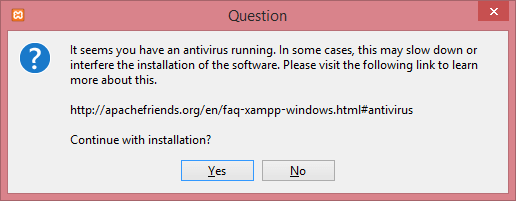 Question
It seems you have an antivirus running. In some cases, this may slow down or
interfere the installation of the software. Please visit the following link to learn
more about this.
http://apachefriends.org/en/faq-xampp-windows.html#antivirus
Continue with installation?
Yes
No